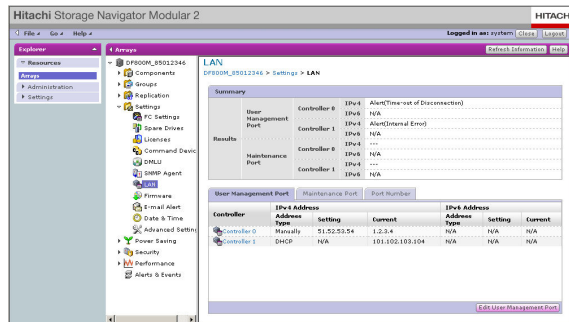 Hitachi Storage Navigator Modular 2
HITACH
File Go Help
Logged in as: system Close Logout
Explorer
Resources
Arrays
Administration
Settings
Arrays
Refresh Information Help
DF800M_85012346
Components
Groups
Replication
Settings
FC Settings
Spare Drives
Licenses
Command Devic
DMLU
SNMP Agent
LAN
Firmware
E-mail Alert
Date & Time
Advanced Setting
Power Saving
Security
Performance
Alerts & Events
LAN
DF800M_85012346 > Settings > LAN
Summary
Results
User Management Port
Controller 0
IPv4 Alert(Time-out of Disconnection)
IPv6 N/A
Controller 1
IPv4 Alert(Internal Error)
IPv6 N/A
Maintenance Port
Controller 0
IPv4 ---
IPv6 N/A
Controller 1
IPv4 ---
IPv6 N/A
User Management Port Maintenance Port Port Number
Controller IPv4 Address IPv6 Address
Address Type Setting Current Address Type Setting Current
Controller 0 Manually 51.52.53.54 1.2.3.4 N/A N/A N/A
Controller 1 DHCP N/A 101.102.103.104 N/A N/A N/A
Edit User Management Port